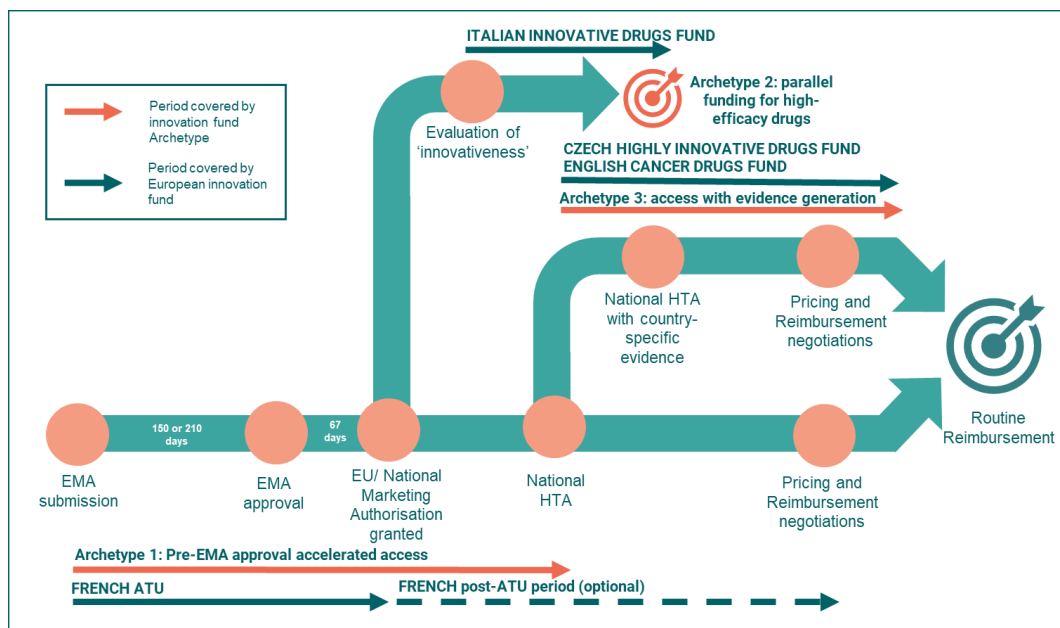 ITALIAN INNOVATIVE DRUGS FUND
Period covered by
innovation fund
Archetype
Period covered by
European innovation
fund
Evaluation of
‘innovativeness’
Archetype 2: parallel
funding for high-
efficacy drugs
CZECH HIGHLY INNOVATIVE DRUGS FUND
ENGLISH CANCER DRUGS FUND
Archetype 3: access with evidence generation
National HTA
with country-
specific
evidence
Pricing and
Reimbursement
negotiations
Routine
Reimbursement
150 or 210
days
67
days
EMA
submission
EMA
approval
EU/ National
Marketing
Authorisation
granted
National
HTA
Pricing and
Reimbursement
negotiations
Archetype 1: Pre-EMA approval accelerated access
FRENCH ATU
FRENCH post-ATU period (optional)